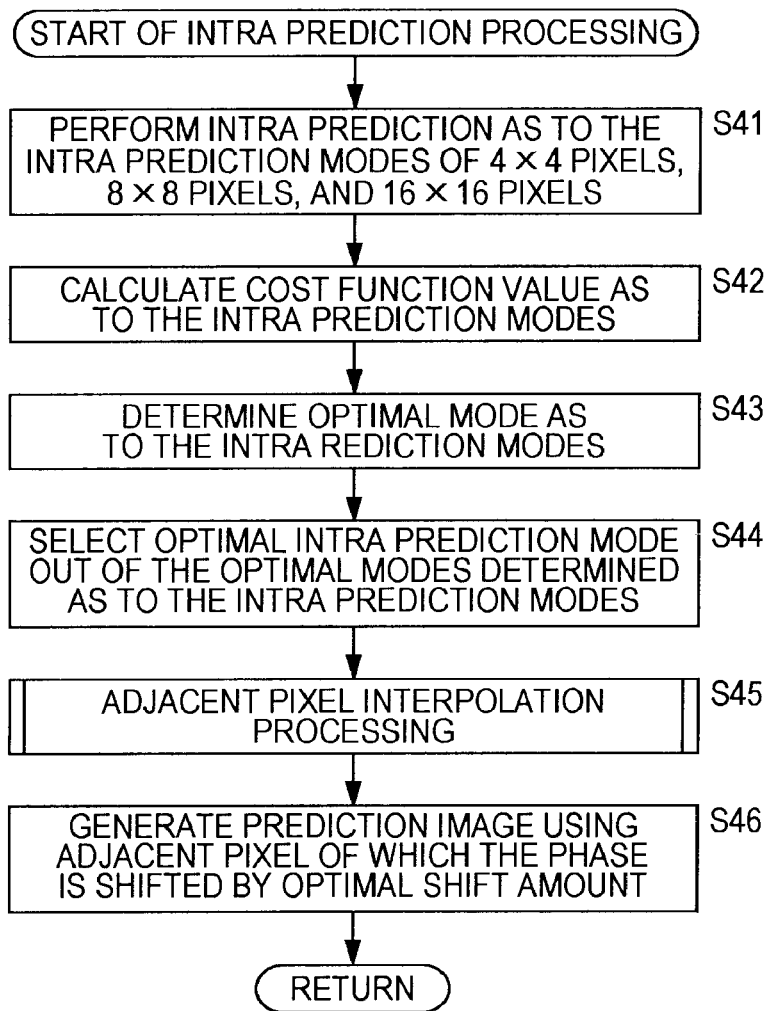 START OF INTRA PREDICTION PROCESSING
S41
PERFORM INTRA PREDICTION AS TO THE
INTRA PREDICTION MODES OF 4 × 4 PIXELS,
8 × 8 PIXELS, AND 16 × 16 PIXELS
S42
CALCULATE COST FUNCTION VALUE AS
TO THE INTRA PREDICTION MODES
S43
DETERMINE OPTIMAL MODE AS
TO THE INTRA REDICTION MODES
S44
SELECT OPTIMAL INTRA PREDICTION MODE
OUT OF THE OPTIMAL MODES DETERMINED
AS TO THE INTRA PREDICTION MODES
S45
ADJACENT PIXEL INTERPOLATION
PROCESSING
S46
GENERATE PREDICTION IMAGE USING
ADJACENT PIXEL OF WHICH THE PHASE
IS SHIFTED BY OPTIMAL SHIFT AMOUNT
RETURN